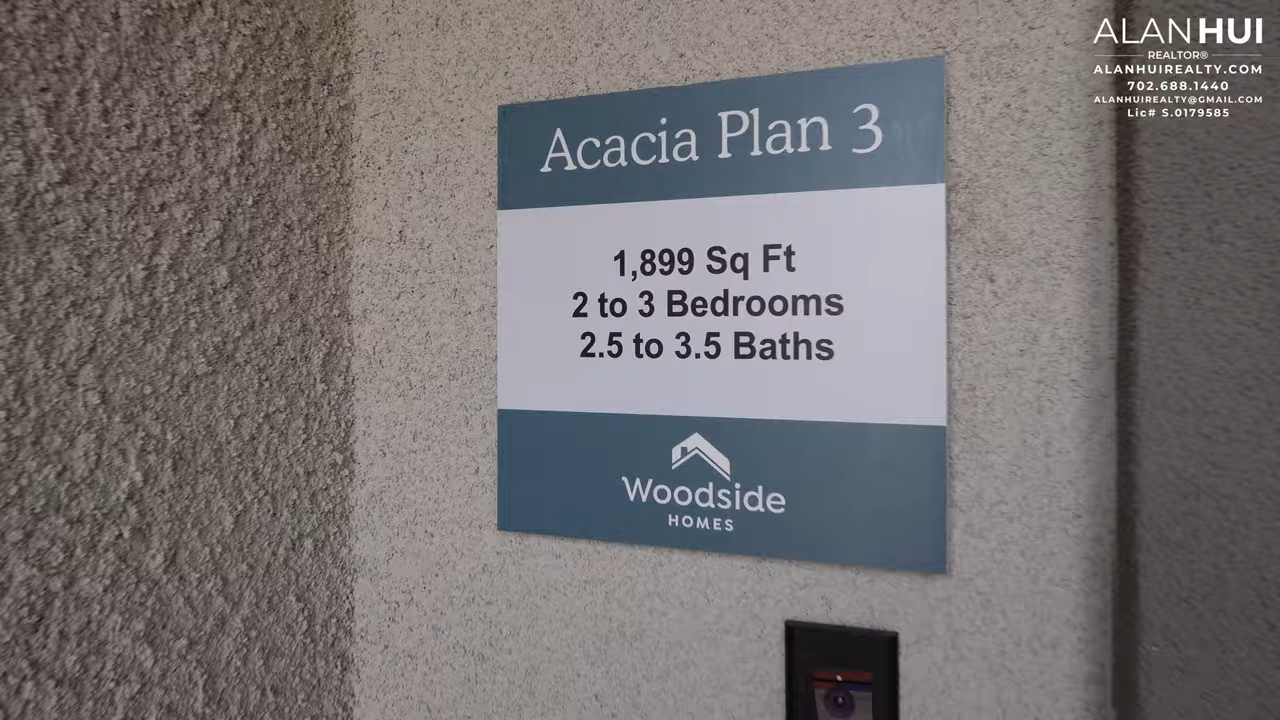 ALANHUI
REALTOR®
ALANHUIREALTY.COM
702.688.1440
ALANHUIREALTY@GMAIL.COM
Lic# S.0179585
Acacia Plan 3
1,899 Sq Ft
2 to 3 Bedrooms
2.5 to 3.5 Baths
Woodside
HOMES